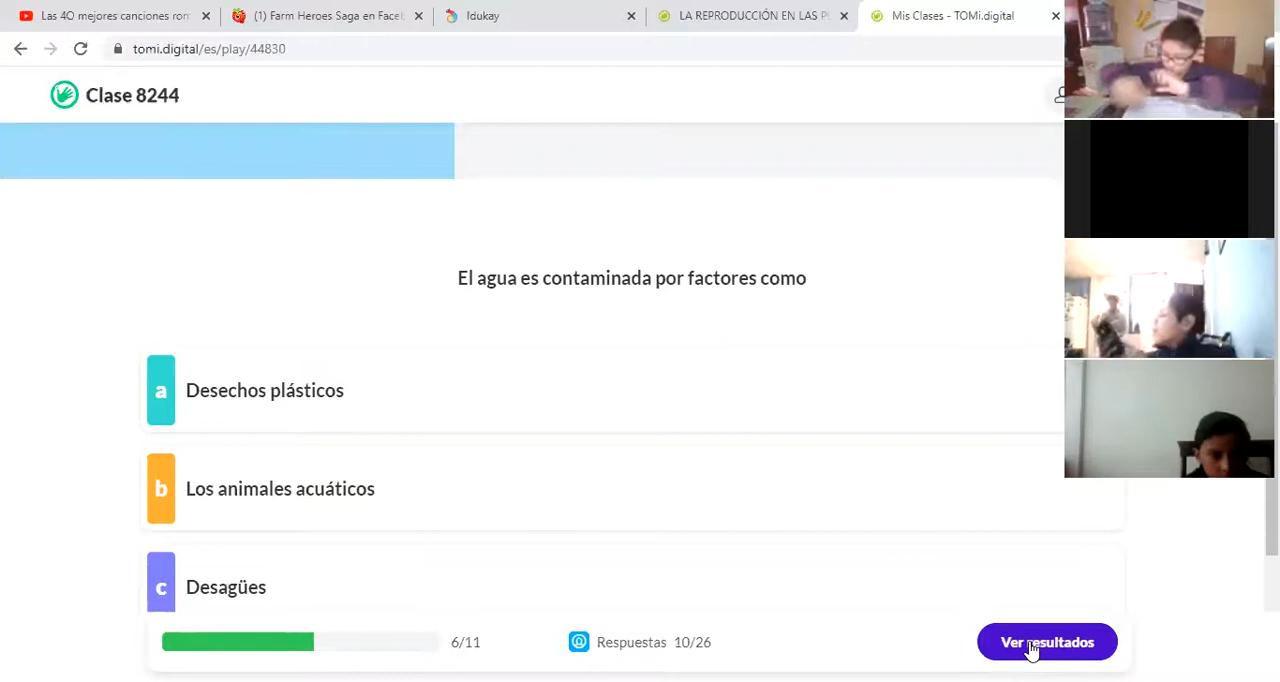 Las 40 mejores canciones rom
(1) Farm Heroes Saga en Faceb
Idukay
LA REPRODUCCIÓN EN LAS PL
Mis Clases - TOMi.digital
tomi.digital/es/play/44830
Clase 8244
El agua es contaminada por factores como
a Desechos plásticos
b Los animales acuáticos
c Desagües
6/11
Respuestas 10/26
Ver resultados